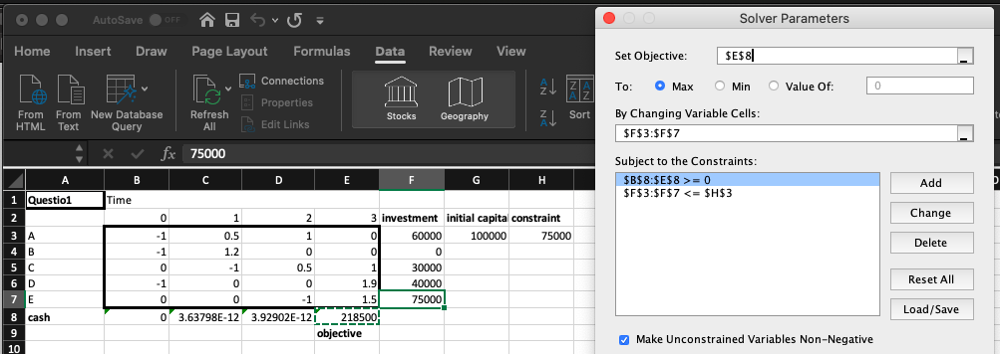 AutoSave OFF
Home Insert Draw Page Layout Formulas Data Review View
From HTML
From Text
New Database Query
Refresh All
Connections
Properties
Edit Links
Stocks
Geography
A Z
Z A
Z A
A Z
Sort
fx 75000
A B C D E F G H
1 Questio1 Time
2 0 1 2 3 investment initial capita constraint
3 A -1 0.5 1 0 60000 100000 75000
4 B -1 1.2 0 0 0
5 C 0 -1 0.5 1 30000
6 D -1 0 0 1.9 40000
7 E 0 0 -1 1.5 75000
8 cash 0 3.63798E-12 3.92902E-12 218500
9 objective
10
Solver Parameters
Set Objective: $E$8
To: Max Min Value Of: 0
By Changing Variable Cells:
$F$3:$F$7
Subject to the Constraints:
$B$8:$E$8 >= 0
$F$3:$F$7 <= $H$3
Add
Change
Delete
Reset All
Load/Save
Make Unconstrained Variables Non-Negative